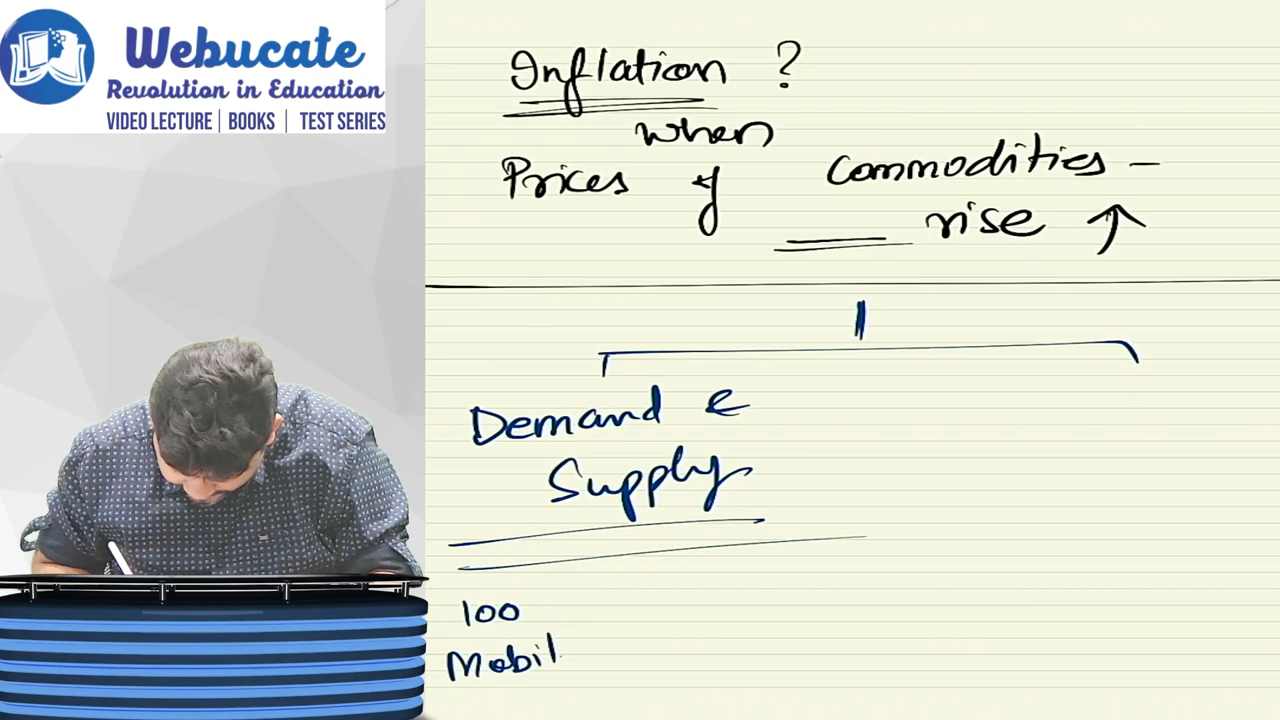 Webucate
Revolution in Education
VIDEO LECTURE | BOOKS | TEST SERIES
Inflation ?
when
Prices of commodities -
rise ↑
Demand &
Supply
100
Mobil